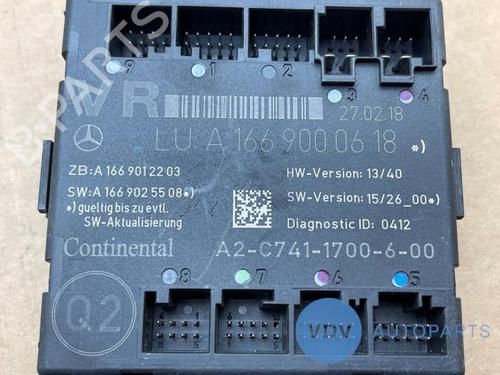 9 1 2 3 4
VR
27.02.18
LU: A 166 900 06 18 *)
ZB: A 166 901 22 03
HW-Version: 13/40
SW: A 166 902 55 08 *)
SW-Version: 15/26_00*)
*) gueltig bis zu evtl.
SW-Aktualisierung
Diagnostic ID: 0412
Continental
A2-C741-1700-6-00
8 7 6 5
Q2
VDV AUTOPARTS
B-PARTS